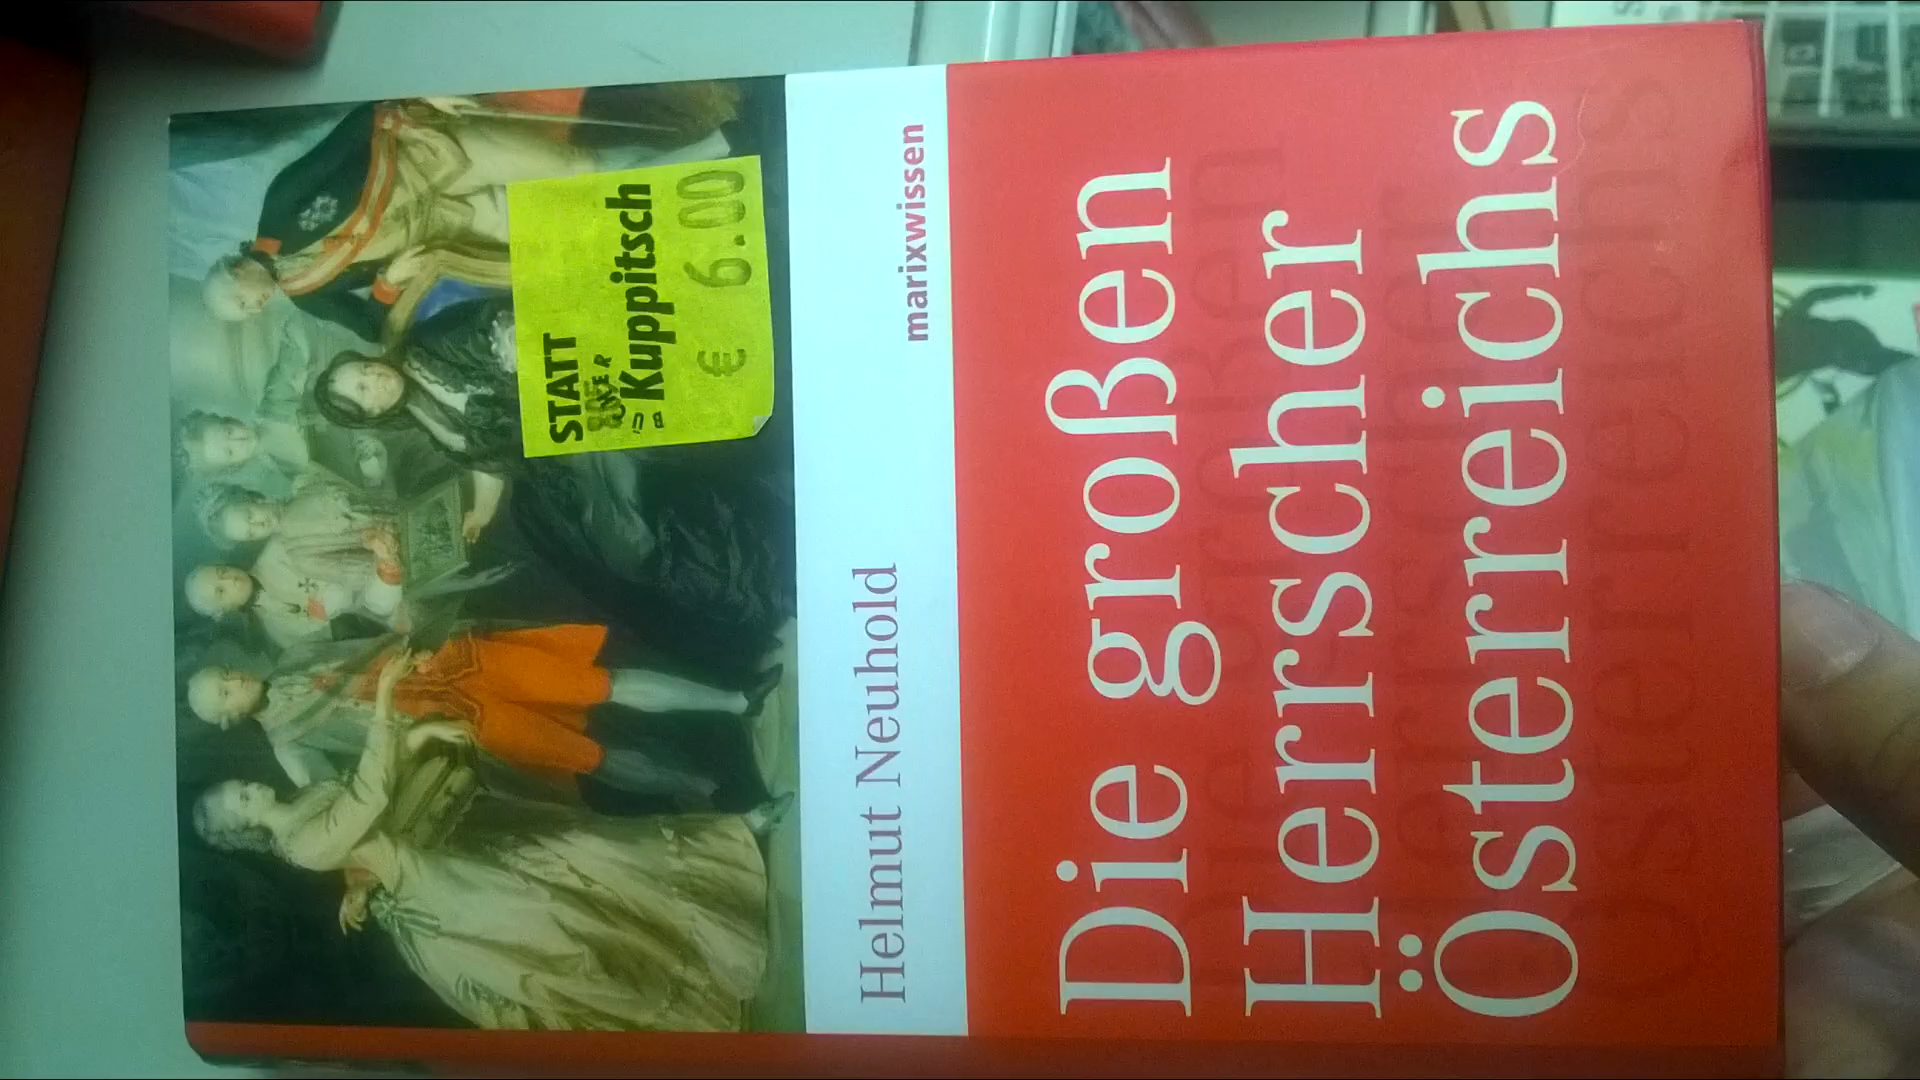 STATT
Kuppitsch
€ 6.00
marixwissen
Helmut Neuhold
Die großen
Herrscher
Österreichs